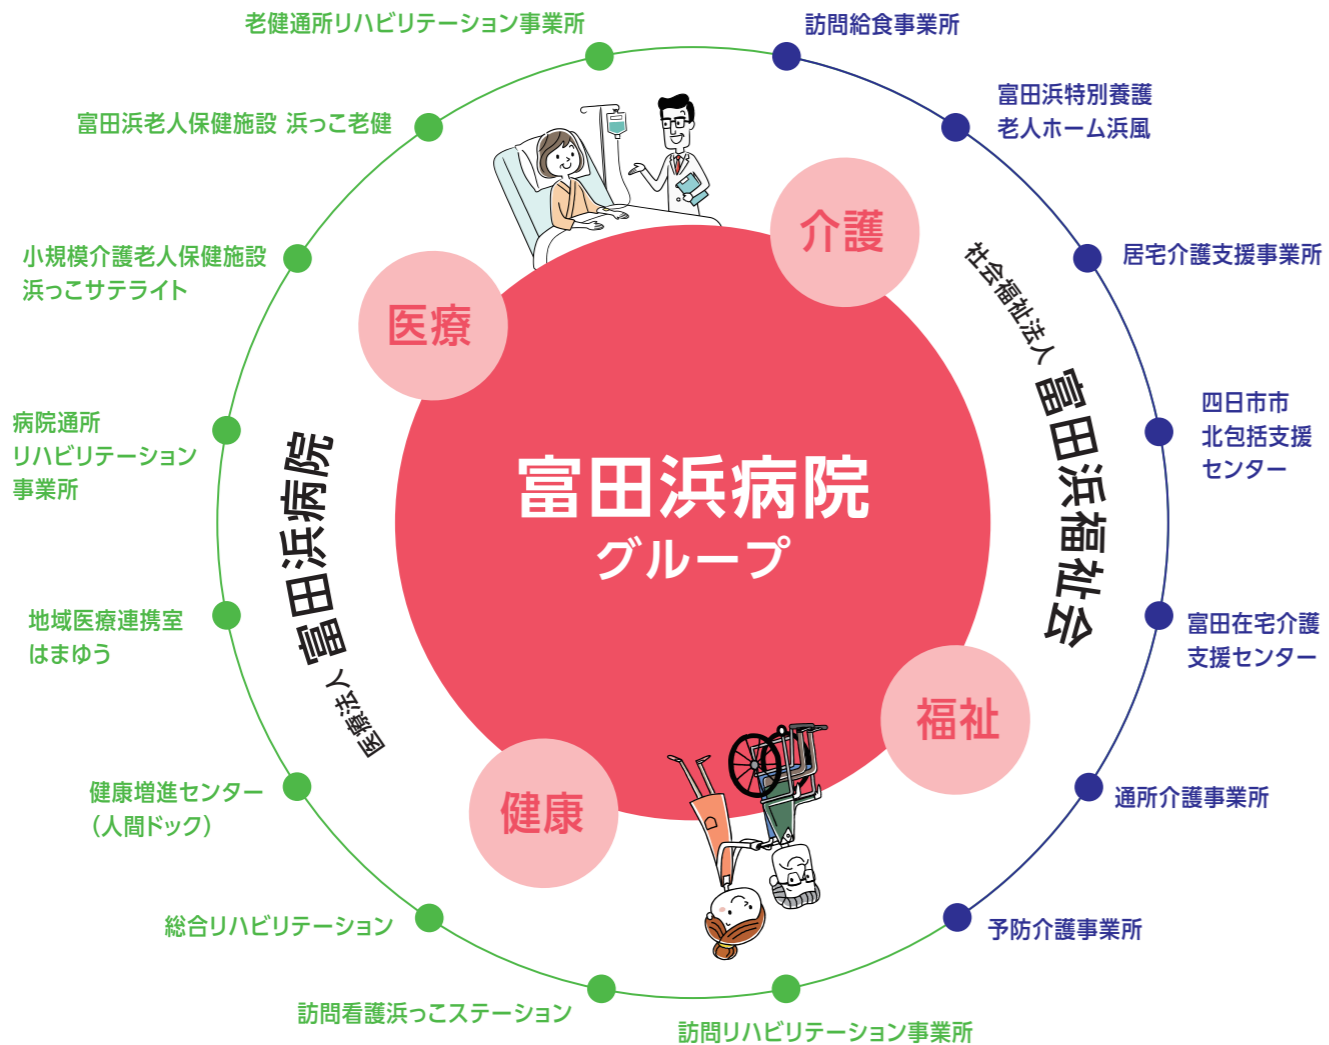 老健通所リハビリテーション事業所
訪問給食事業所
富田浜老人保健施設 浜っこ老健
富田浜特別養護
老人ホーム浜風
小規模介護老人保健施設
浜っこサテライト
居宅介護支援事業所
病院通所
リハビリテーション
事業所
四日市市
北包括支援
センター
地域医療連携室
はまゆう
富田在宅介護
支援センター
健康増進センター
（人間ドック）
通所介護事業所
総合リハビリテーション
予防介護事業所
訪問看護浜っこステーション
訪問リハビリテーション事業所
医療法人 富田浜病院
社会福祉法人 富田浜福祉会
医療
介護
富田浜病院
グループ
健康
福祉